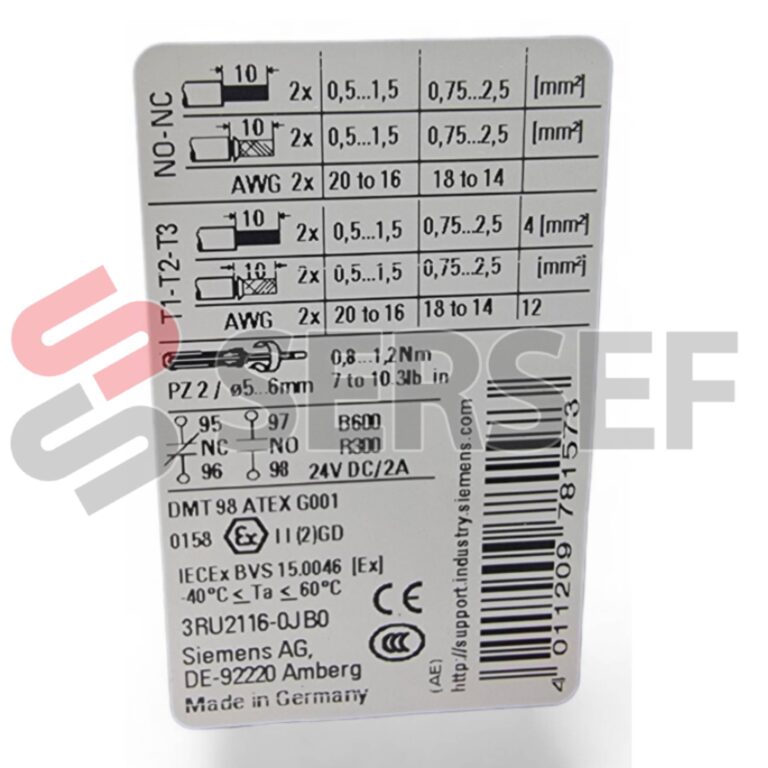 NO-NC
10 2x 0,5...1,5 0,75...2,5 [mm²]
10 2x 0,5...1,5 0,75...2,5 [mm²]
AWG 2x 20 to 16 18 to 14
T1-T2-T3
10 2x 0,5...1,5 0,75...2,5 4 [mm²]
10 2x 0,5...1,5 0,75...2,5 [mm²]
AWG 2x 20 to 16 18 to 14 12
0,8...1,2Nm
PZ 2 / ø5...6mm 7 to 10.3lb in
95 97 B600
NC NO R300
96 98 24V DC/2A
DMT 98 ATEX G001
0158 Ex II (2)GD
IECEx BVS 15.0046 [Ex]
-40°C ≤ Ta ≤ 60°C
CE
3RU2116-0JB0
CCC
Siemens AG,
DE-92220 Amberg
Made in Germany
(AE)
http://support.industry.siemens.com
4 011209 781573
SERSEF